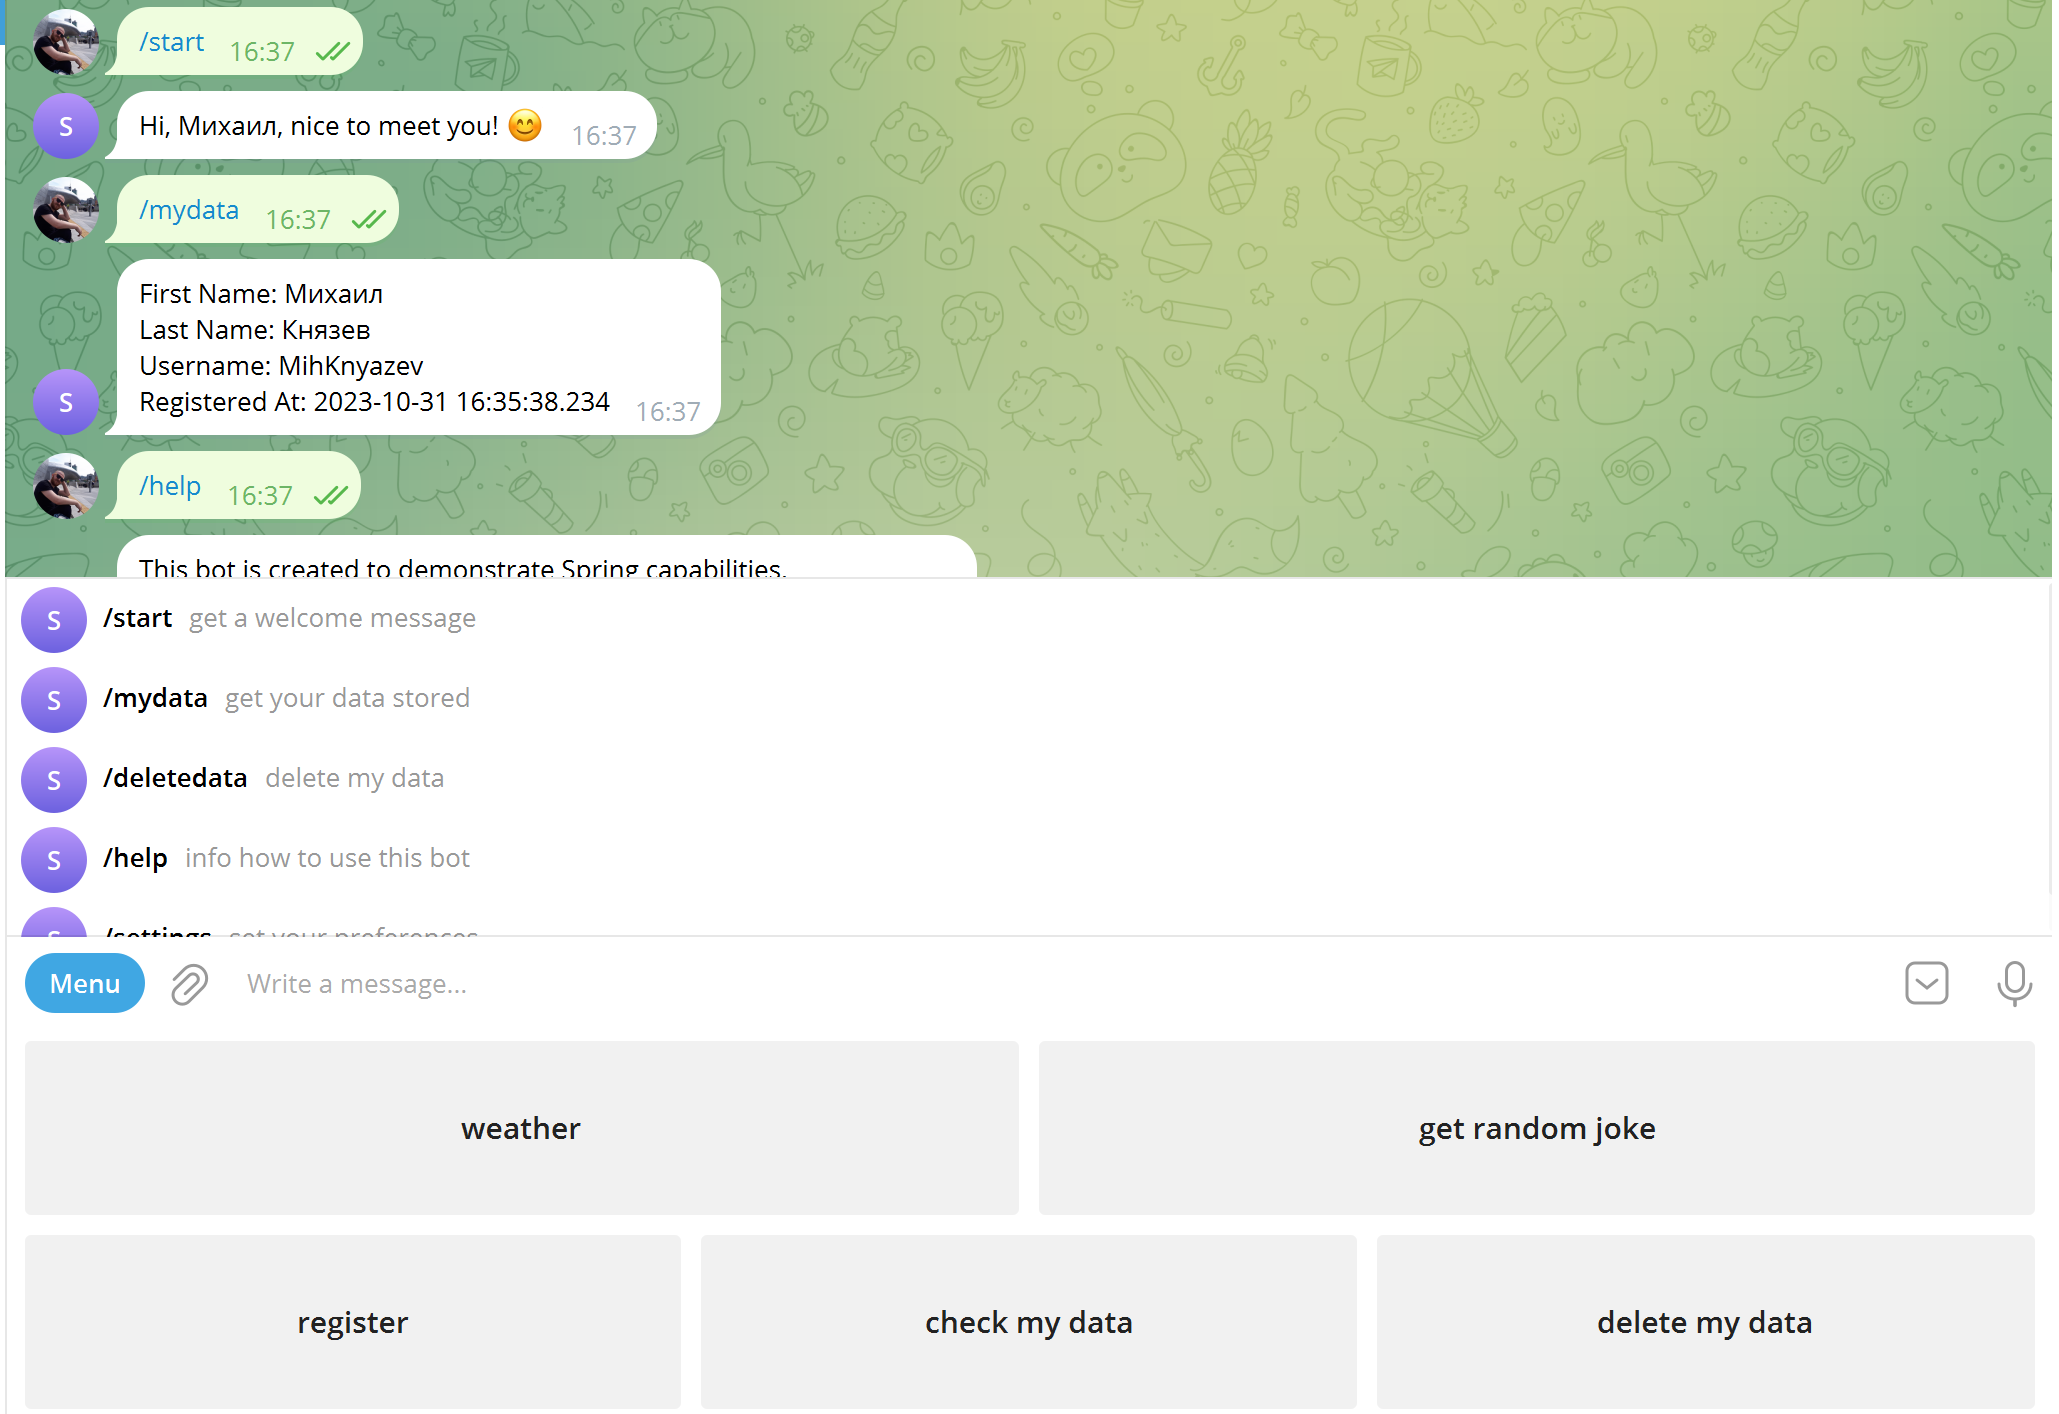 /start 16:37
S
Hi, Михаил, nice to meet you! 😊 16:37
/mydata 16:37
First Name: Михаил
Last Name: Князев
Username: MihKnyazev
S
Registered At: 2023-10-31 16:35:38.234 16:37
/help 16:37
This bot is created to demonstrate Spring capabilities.
S /start get a welcome message
S /mydata get your data stored
S /deletedata delete my data
S /help info how to use this bot
S /settings set your preferences
Menu Write a message...
weather get random joke
register check my data delete my data